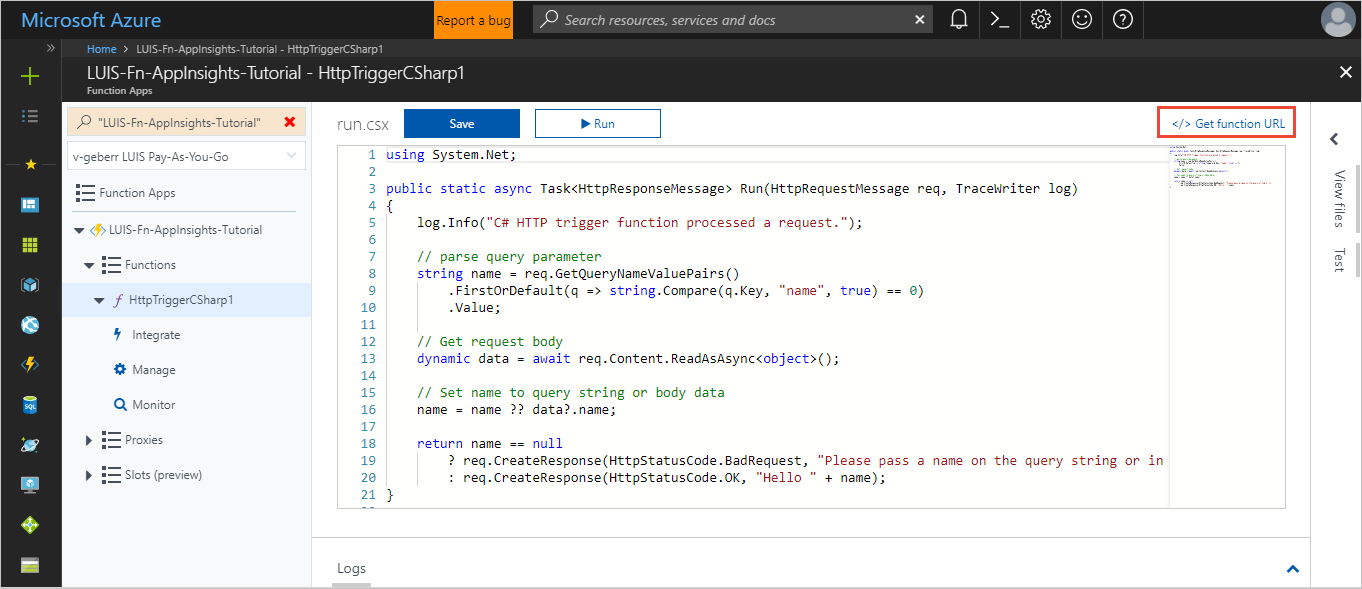 Microsoft Azure
Report a bug
Search resources, services and docs
Home > LUIS-Fn-AppInsights-Tutorial - HttpTriggerCSharp1
LUIS-Fn-AppInsights-Tutorial - HttpTriggerCSharp1
Function Apps
"LUIS-Fn-AppInsights-Tutorial"
v-geberr LUIS Pay-As-You-Go
Function Apps
LUIS-Fn-AppInsights-Tutorial
Functions
HttpTriggerCSharp1
Integrate
Manage
Monitor
Proxies
Slots (preview)
run.csx
Save
Run
</> Get function URL
1 using System.Net;
2
3 public static async Task<HttpResponseMessage> Run(HttpRequestMessage req, TraceWriter log)
4 {
5     log.Info("C# HTTP trigger function processed a request.");
6
7     // parse query parameter
8     string name = req.GetQueryNameValuePairs()
9         .FirstOrDefault(q => string.Compare(q.Key, "name", true) == 0)
10         .Value;
11
12     // Get request body
13     dynamic data = await req.Content.ReadAsAsync<object>();
14
15     // Set name to query string or body data
16     name = name ?? data?.name;
17
18     return name == null
19         ? req.CreateResponse(HttpStatusCode.BadRequest, "Please pass a name on the query string or in
20         : req.CreateResponse(HttpStatusCode.OK, "Hello " + name);
21 }
View files
Test
Logs
SQL